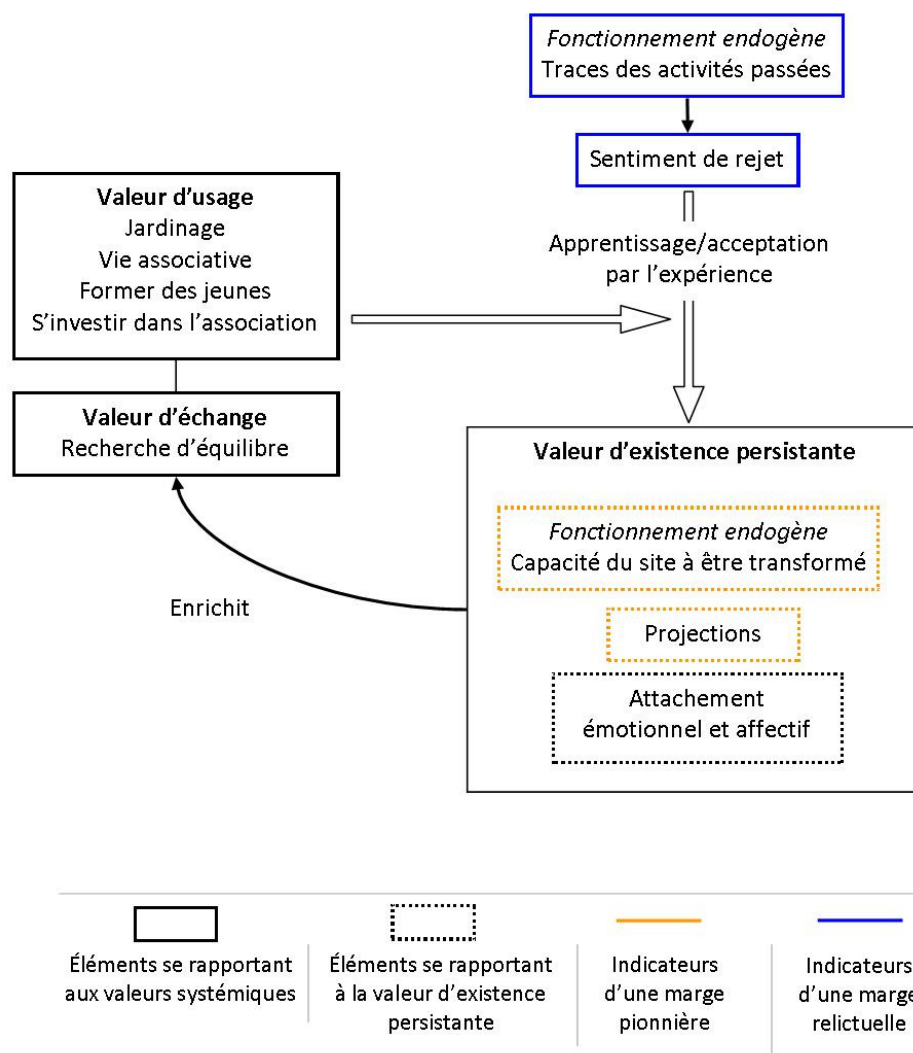 Fonctionnement endogène
Traces des activités passées
Sentiment de rejet
Apprentissage/acceptation
par l’expérience
Valeur d’usage
Jardinage
Vie associative
Former des jeunes
S’investir dans l’association
Valeur d’échange
Recherche d’équilibre
Enrichit
Valeur d’existence persistante
Fonctionnement endogène
Capacité du site à être transformé
Projections
Attachement
émotionnel et affectif
Éléments se rapportant
aux valeurs systémiques
Éléments se rapportant
à la valeur d’existence
persistante
Indicateurs
d’une marge
pionnière
Indicateurs
d’une marge
relictuelle